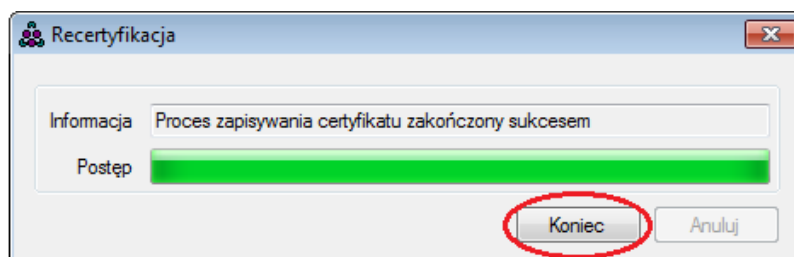 Recertyfikacja
Informacja Proces zapisywania certyfikatu zakończony sukcesem
Postęp
Koniec Anuluj